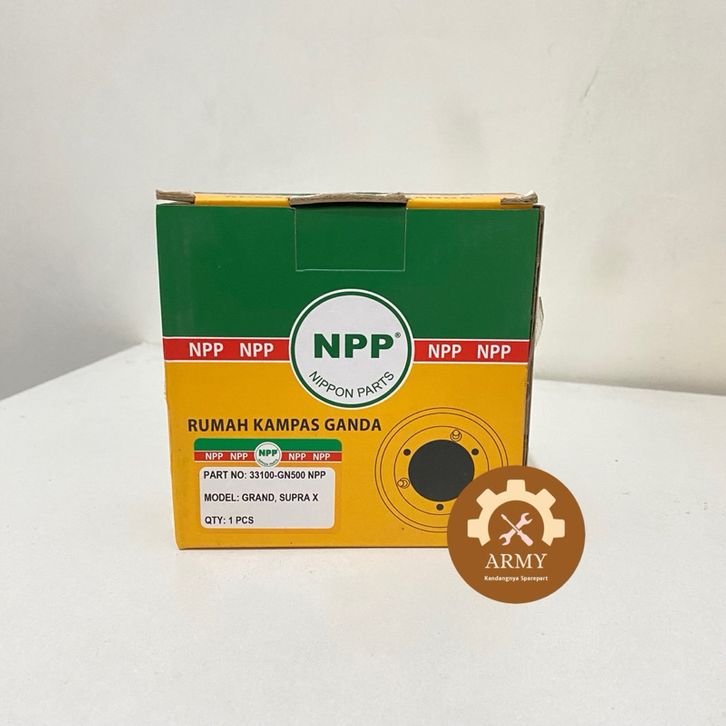 NPP NPP
NPP®
NIPPON PARTS
NPP NPP
RUMAH KAMPAS GANDA
NPP NPP NPP NPP NPP
PART NO: 33100-GN500 NPP
MODEL: GRAND, SUPRA X
QTY: 1 PCS
ARMY
Kandangnya Sparepart